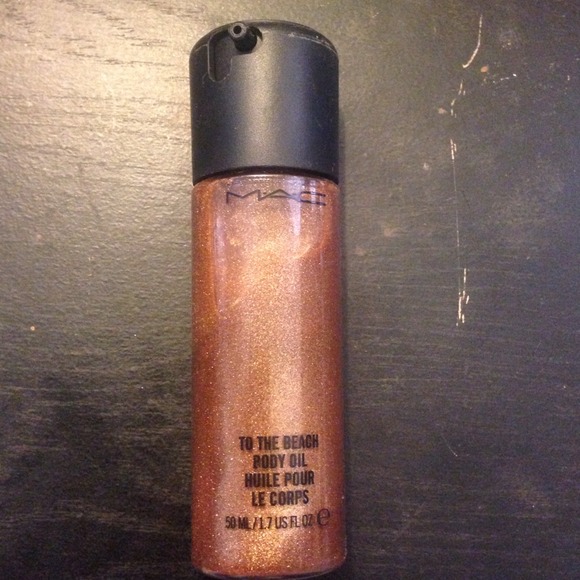 MAC
TO THE BEACH
BODY OIL
HUILE POUR
LE CORPS
50 ML / 1.7 US FL OZ ℮